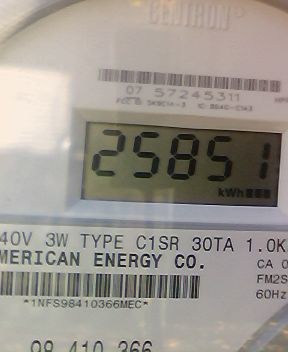 CENTRON
07 57245311
25851
kWh
40V 3W TYPE C1SR 30TA 1.0K
MERICAN ENERGY CO.
CA 0
FM2S
*1NFS98410366MEC*
60Hz
98 410 366